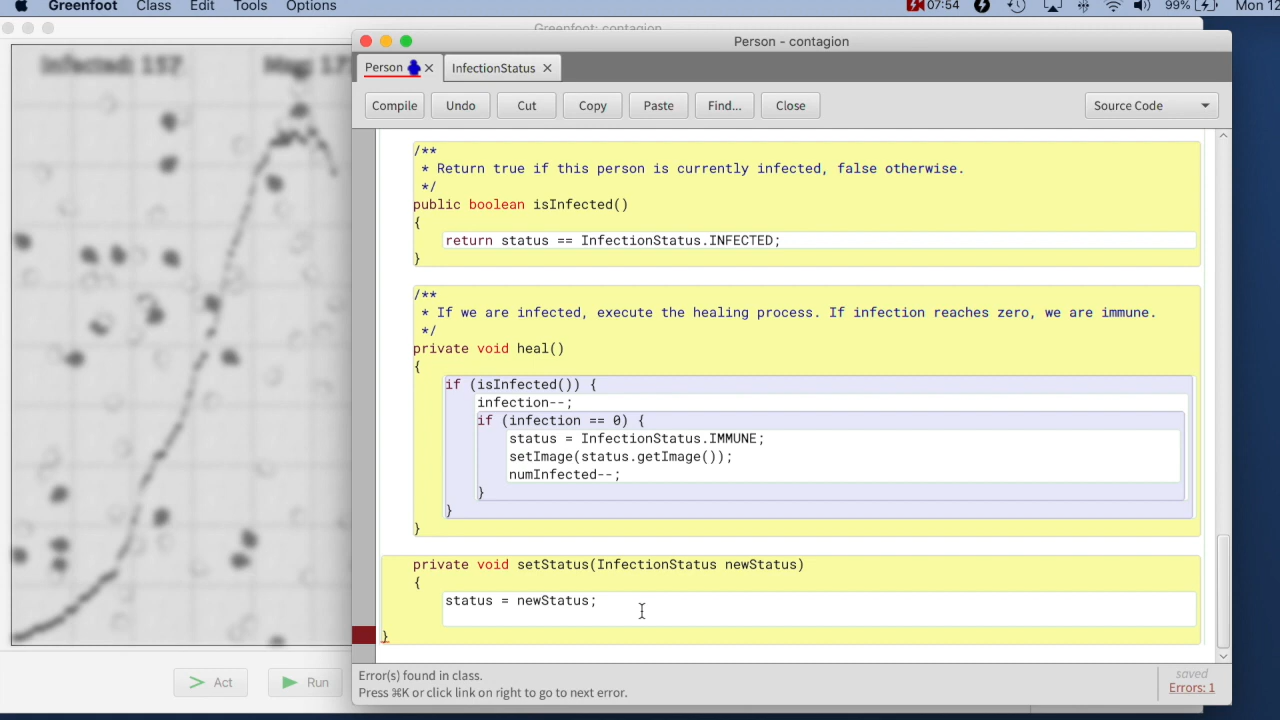 Greenfoot Class Edit Tools Options 07:54 99% Mon 12
Greenfoot: contagion
Infected: 157
Person - contagion
Person InfectionStatus
Compile Undo Cut Copy Paste Find... Close Source Code
/**
* Return true if this person is currently infected, false otherwise.
*/
public boolean isInfected()
{
return status == InfectionStatus.INFECTED;
}
/**
* If we are infected, execute the healing process. If infection reaches zero, we are immune.
*/
private void heal()
{
if (isInfected()) {
infection--;
if (infection == 0) {
status = InfectionStatus.IMMUNE;
setImage(status.getImage());
numInfected--;
}
}
}
private void setStatus(InfectionStatus newStatus)
{
status = newStatus;
}
Act Run
Error(s) found in class.
Press ⌘K or click link on right to go to next error.
saved
Errors: 1